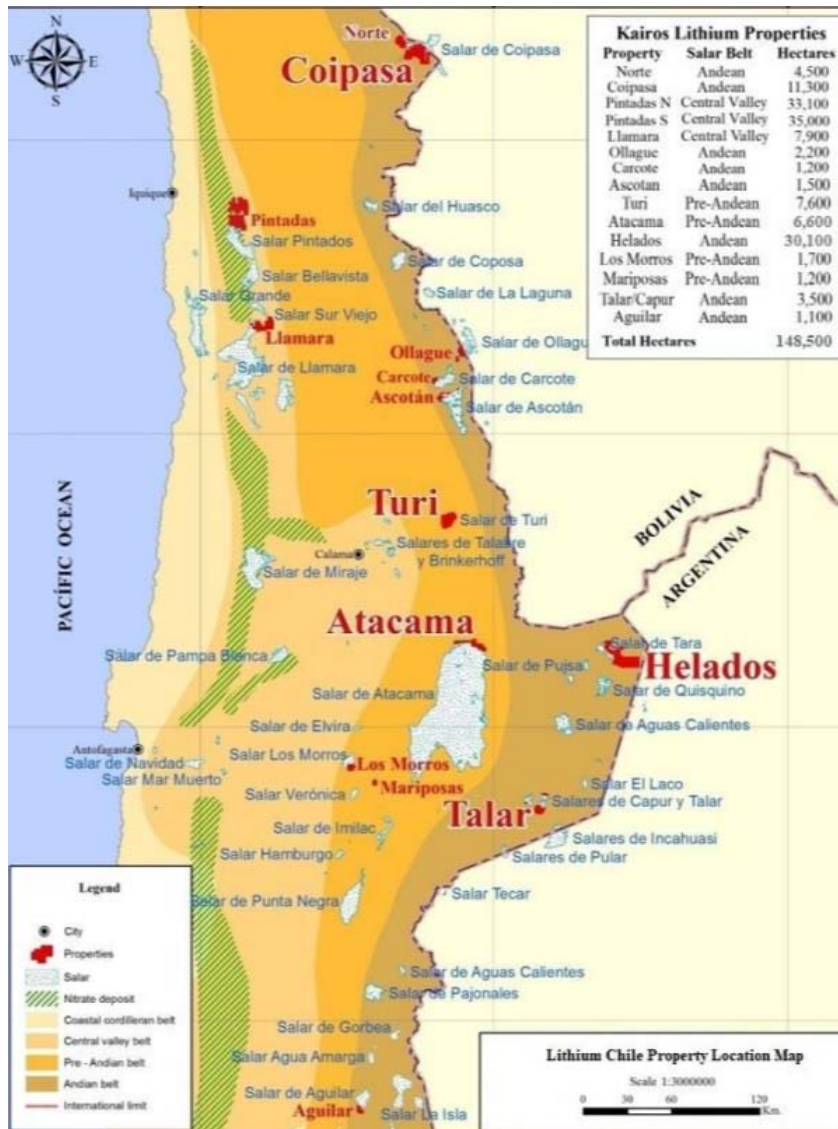 Kairos Lithium Properties
Property Salar Belt Hectares
Norte Andean 4,500
Coipasa Andean 11,300
Pintadas N Central Valley 33,100
Pintadas S Central Valley 35,000
Llamara Central Valley 7,900
Ollague Andean 2,200
Carcote Andean 1,200
Ascotan Andean 1,500
Turi Pre-Andean 7,600
Atacama Pre-Andean 6,600
Helados Andean 30,100
Los Morros Pre-Andean 1,700
Mariposas Pre-Andean 1,200
Talar/Capur Andean 3,500
Aguilar Andean 1,100
Total Hectares 148,500
N
W E
S
Norte
Salar de Coipasa
Coipasa
Iquique
Salar del Huasco
Pintadas
Salar Pintados
Salar de Coposa
Salar Bellavista
Salar Grande
Salar de La Laguna
Salar Sur Viejo
Llamara
Ollague
Salar de Ollagu
Salar de Llamara
Carcote
Salar de Carcote
Ascotán
Salar de Ascotán
PACÍFIC OCEAN
BOLIVIA
ARGENTINA
Turi
Salar de Turi
Salares de Talabre
y Brinkerhoff
Calama
Salar de Miraje
Atacama
Salar de Tara
Salar de Pampa Blanca
Salar de Pujsa
Helados
Salar de Atacama
Salar de Quisquino
Salar de Elvira
Salar de Aguas Calientes
Antofagasta
Salar de Navidad
Salar Los Morros
Los Morros
Salar Mar Muerto
Mariposas
Salar El Laco
Salar Verónica
Talar
Salares de Capur y Talar
Salar de Imilac
Salares de Incahuasi
Salar Hamburgo
Salares de Pular
Salar de Punta Negra
Salar Tecar
Salar de Aguas Calientes
Salar de Pajonales
Salar de Gorbea
Salar Agua Amarga
Salar de Aguilar
Aguilar
Salar La Isla
Legend
City
Properties
Salar
Nitrate deposit
Coastal cordilleran belt
Central valley belt
Pre - Andian belt
Andian belt
International limit
Lithium Chile Property Location Map
Scale 1:3000000
0 30 60 120
Km.